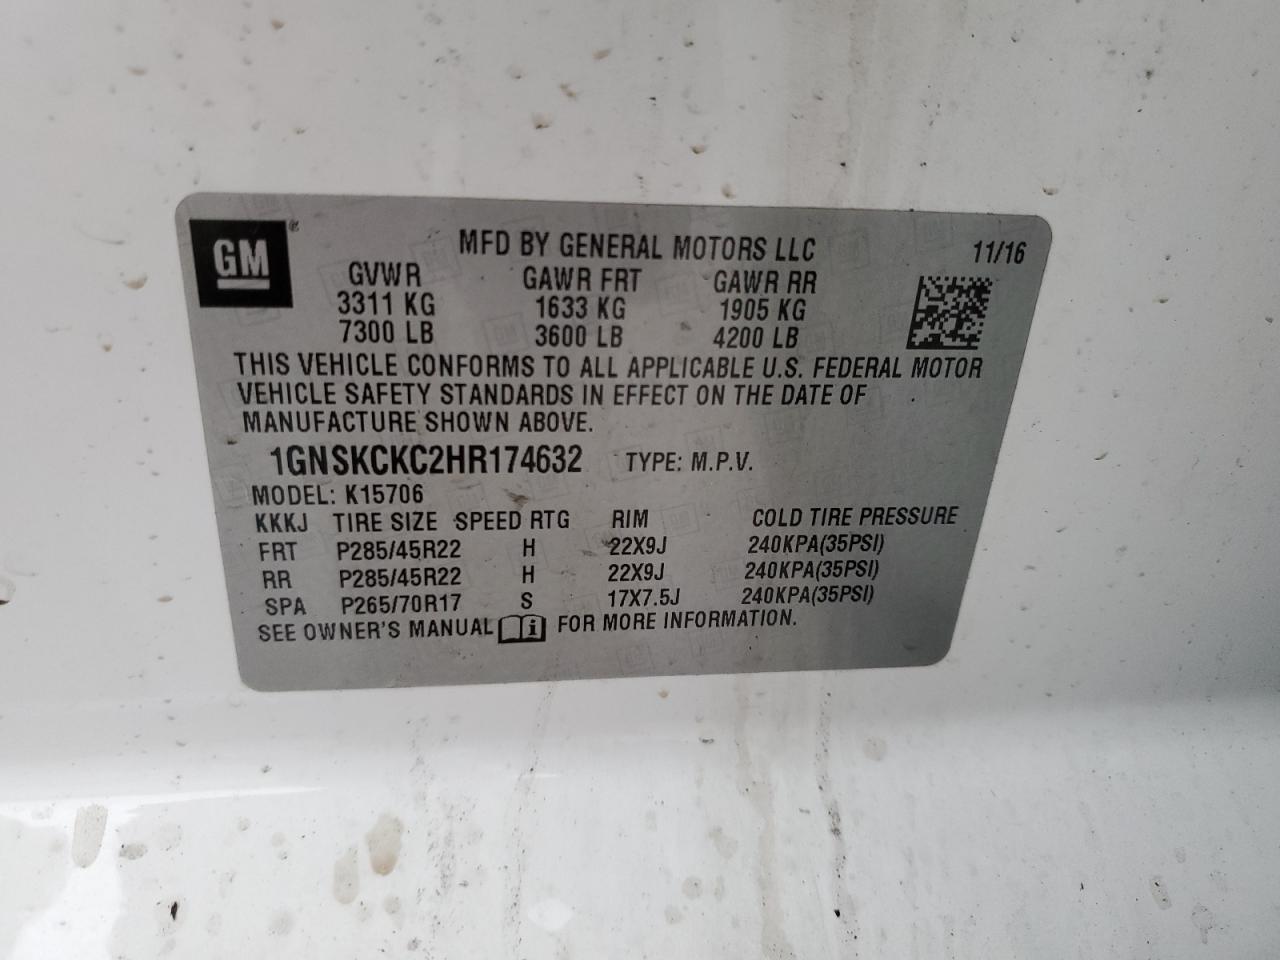 GM®
MFD BY GENERAL MOTORS LLC 11/16
GVWR GAWR FRT GAWR RR
3311 KG 1633 KG 1905 KG
7300 LB 3600 LB 4200 LB
THIS VEHICLE CONFORMS TO ALL APPLICABLE U.S. FEDERAL MOTOR
VEHICLE SAFETY STANDARDS IN EFFECT ON THE DATE OF
MANUFACTURE SHOWN ABOVE.
1GNSKCKC2HR174632 TYPE: M.P.V.
MODEL: K15706
KKKJ TIRE SIZE SPEED RTG RIM COLD TIRE PRESSURE
FRT P285/45R22 H 22X9J 240KPA(35PSI)
RR P285/45R22 H 22X9J 240KPA(35PSI)
SPA P265/70R17 S 17X7.5J 240KPA(35PSI)
SEE OWNER'S MANUAL i FOR MORE INFORMATION.